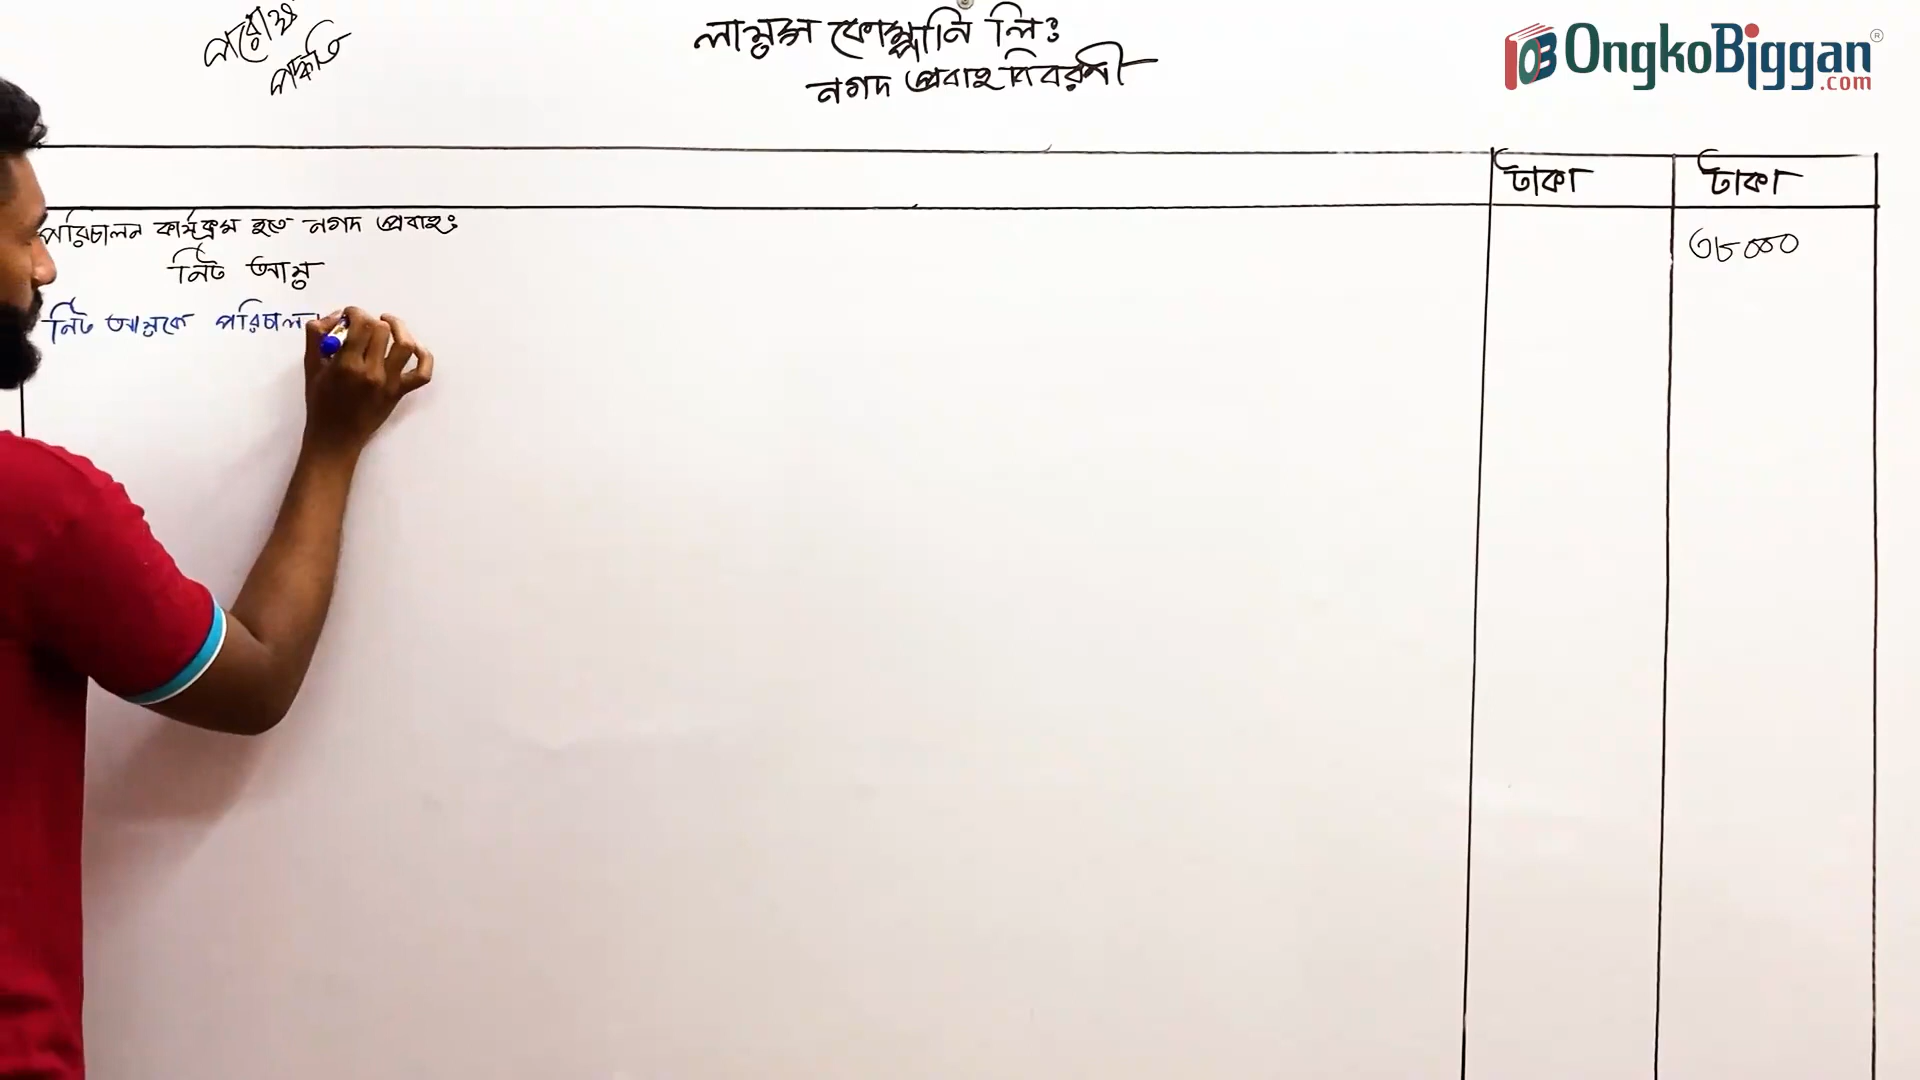 পরোক্ষ
পদ্ধতি
লায়ন্স কোম্পানি লিঃ
নগদ প্রবাহ বিবরণী
OngkoBiggan
.com
টাকা টাকা
পরিচালন কার্যক্রম হতে নগদ প্রবাহঃ
নিট আয় ৩৮০০০
নিট আয়কে পরিচালন